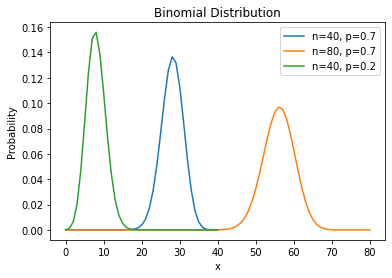 Binomial Distribution
n=40, p=0.7
n=80, p=0.7
n=40, p=0.2
Probability
0.16
0.14
0.12
0.10
0.08
0.06
0.04
0.02
0.00
0 10 20 30 40 50 60 70 80
x